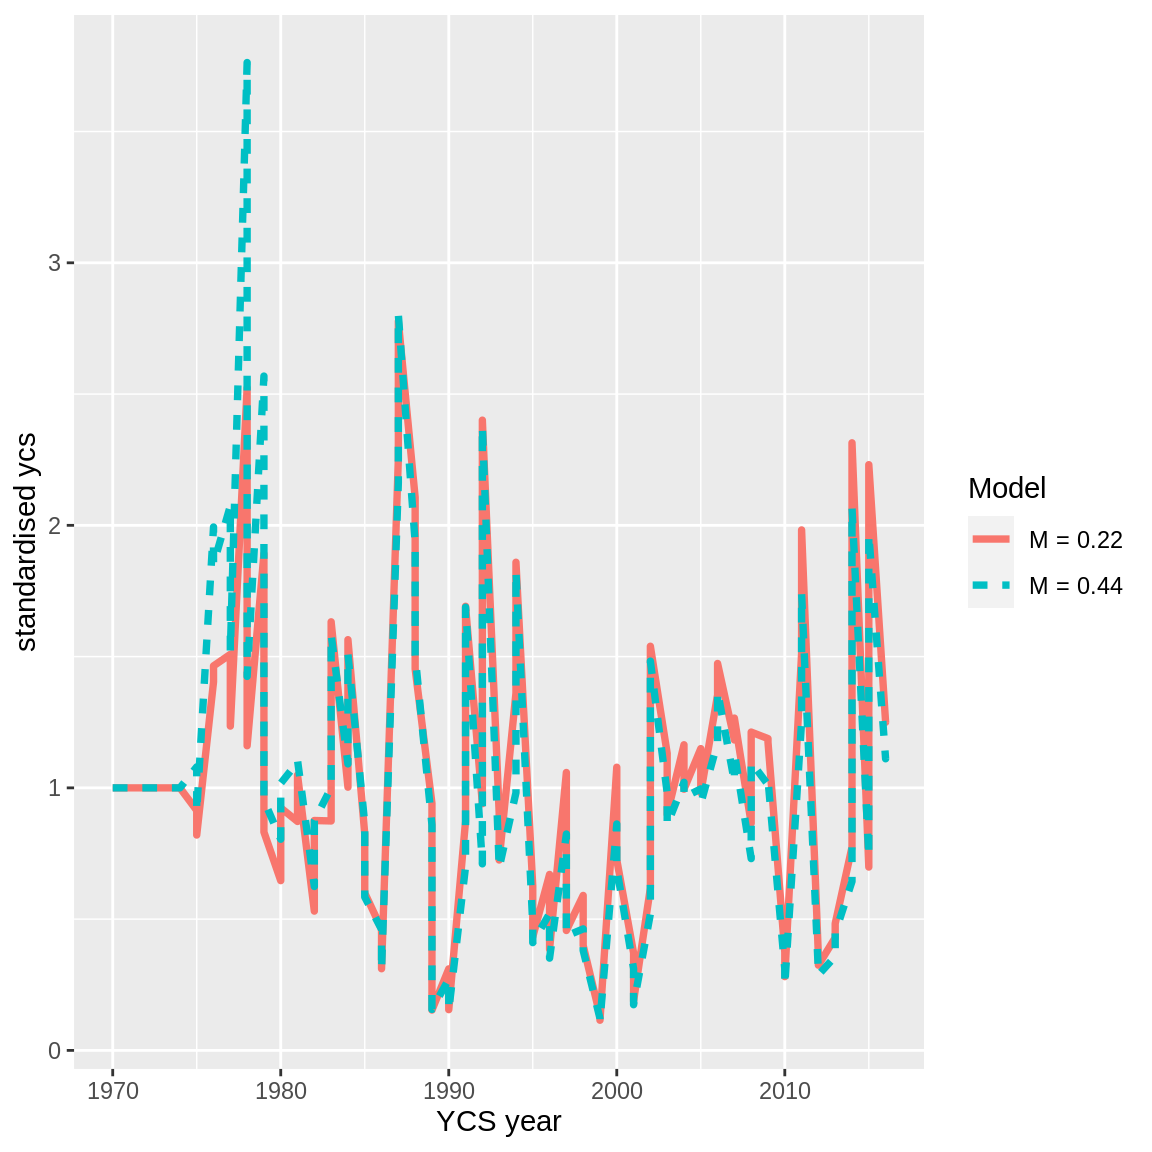 3
2
1
0
standardised ycs
1970
1980
1990
2000
2010
YCS year
Model
M = 0.22
M = 0.44